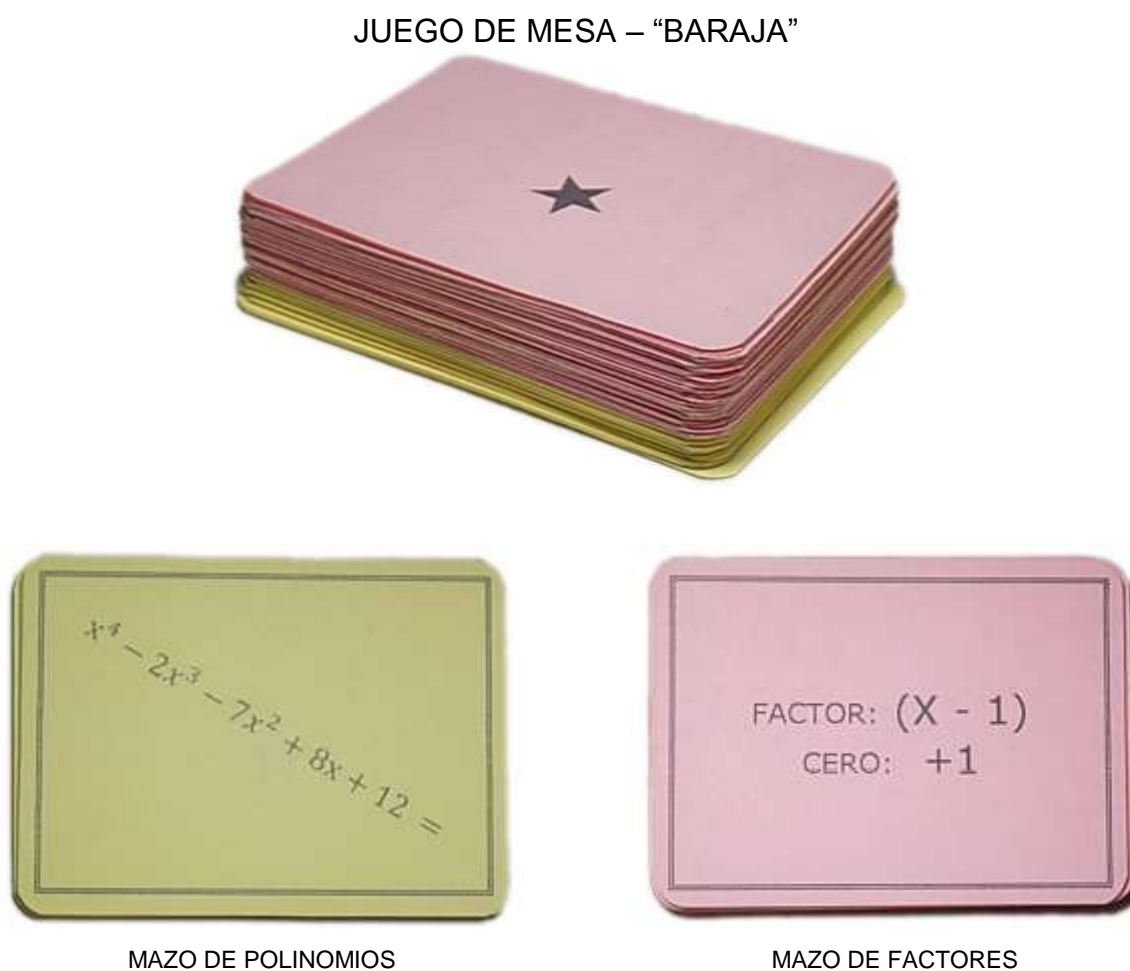 JUEGO DE MESA – “BARAJA”
x⁴ − 2x³ − 7x² + 8x + 12 =
FACTOR: (X - 1)
CERO: +1
MAZO DE POLINOMIOS
MAZO DE FACTORES